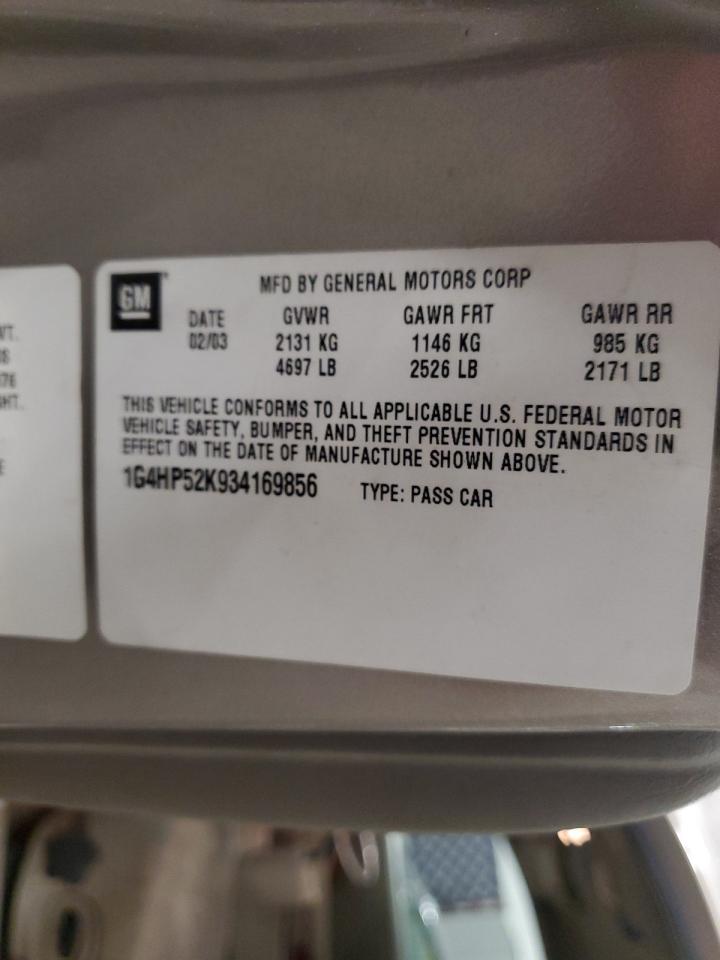 GM
MFD BY GENERAL MOTORS CORP
DATE GVWR GAWR FRT GAWR RR
02/03 2131 KG 1146 KG 985 KG
4697 LB 2526 LB 2171 LB
THIS VEHICLE CONFORMS TO ALL APPLICABLE U.S. FEDERAL MOTOR
VEHICLE SAFETY, BUMPER, AND THEFT PREVENTION STANDARDS IN
EFFECT ON THE DATE OF MANUFACTURE SHOWN ABOVE.
1G4HP52K934169856 TYPE: PASS CAR